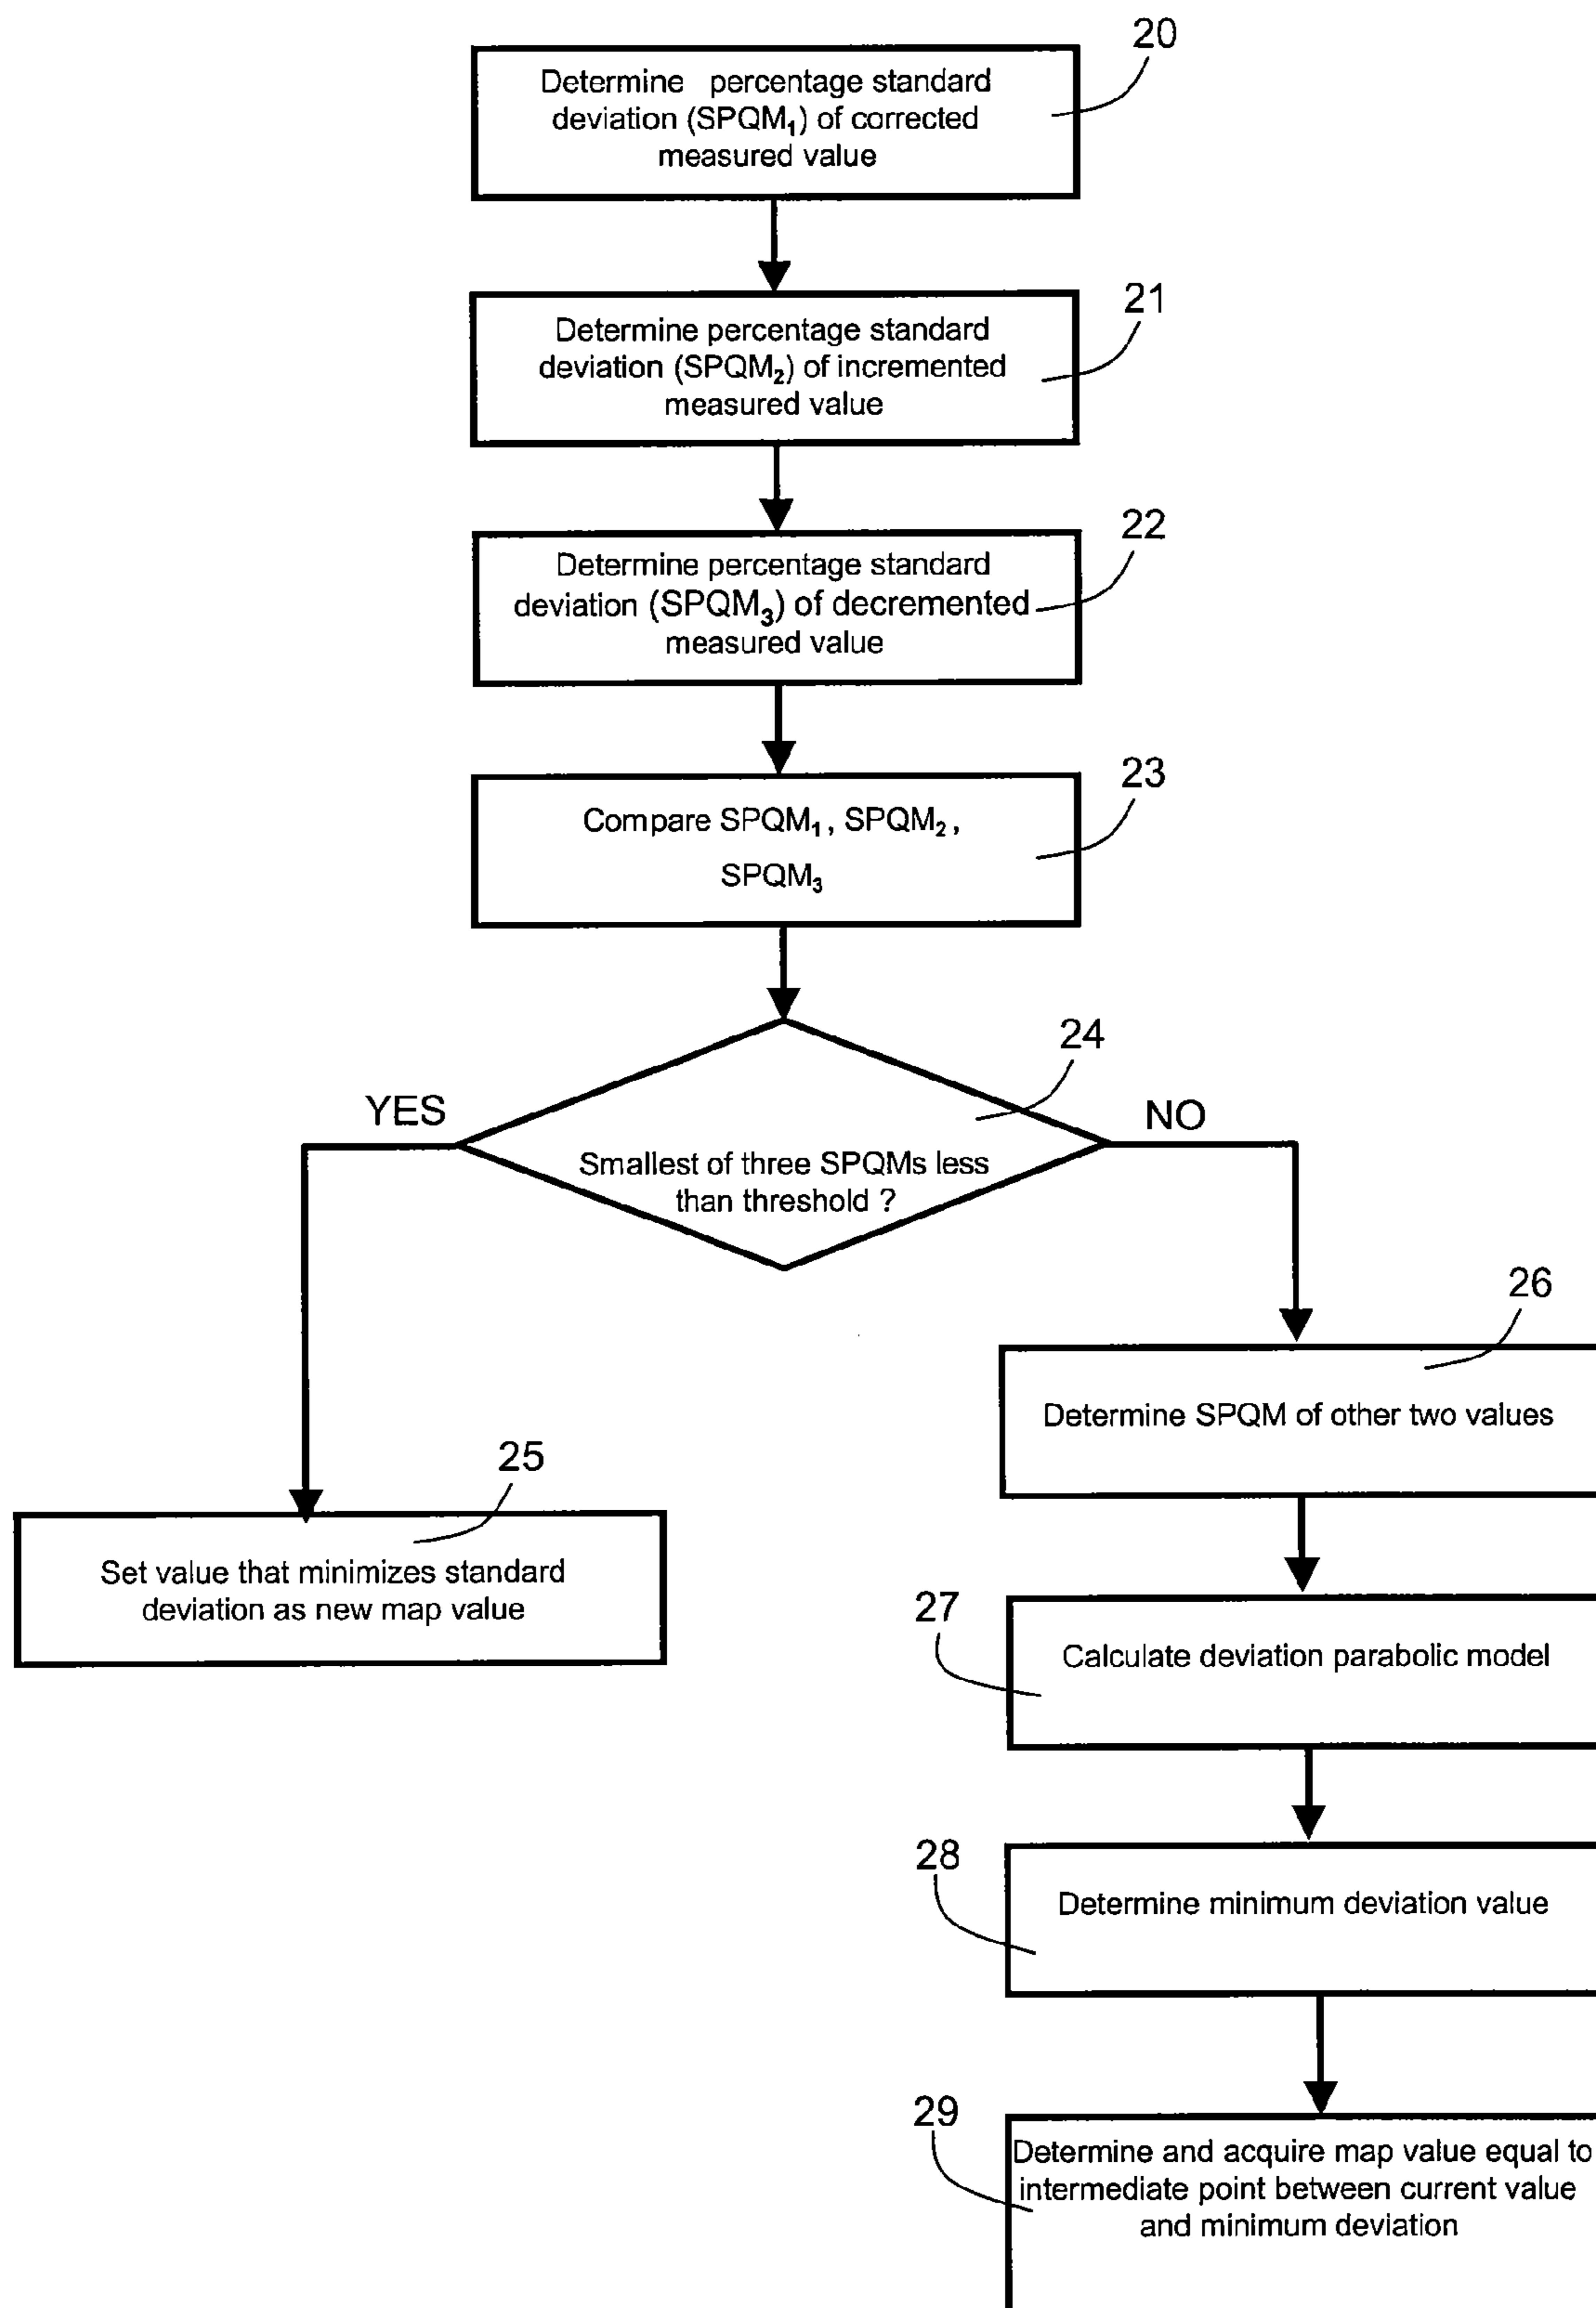 20
Determine percentage standard
deviation (SPQM₁) of corrected
measured value
21
Determine percentage standard
deviation (SPQM₂) of incremented
measured value
22
Determine percentage standard
deviation (SPQM₃) of decremented
measured value
23
Compare SPQM₁, SPQM₂,
SPQM₃
24
YES
NO
Smallest of three SPQMs less
than threshold ?
26
Determine SPQM of other two values
25
Set value that minimizes standard
deviation as new map value
27
Calculate deviation parabolic model
28
Determine minimum deviation value
29
Determine and acquire map value equal to
intermediate point between current value
and minimum deviation